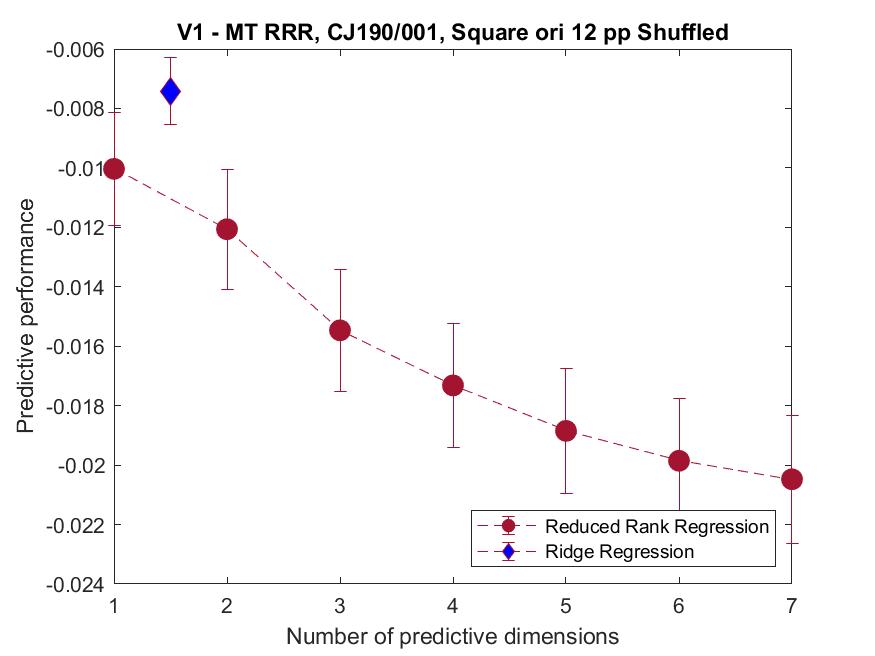 V1 - MT RRR, CJ190/001, Square ori 12 pp Shuffled
Predictive performance
-0.006
-0.008
-0.01
-0.012
-0.014
-0.016
-0.018
-0.02
-0.022
-0.024
Reduced Rank Regression
Ridge Regression
1 2 3 4 5 6 7
Number of predictive dimensions